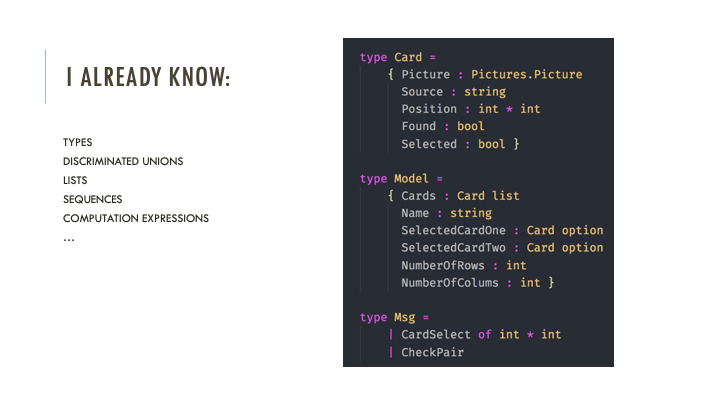 I ALREADY KNOW:
TYPES
DISCRIMINATED UNIONS
LISTS
SEQUENCES
COMPUTATION EXPRESSIONS
...
type Card =
{ Picture : Pictures.Picture
Source : string
Position : int * int
Found : bool
Selected : bool }
type Model =
{ Cards : Card list
Name : string
SelectedCardOne : Card option
SelectedCardTwo : Card option
NumberOfRows : int
NumberOfColums : int }
type Msg =
| CardSelect of int * int
| CheckPair